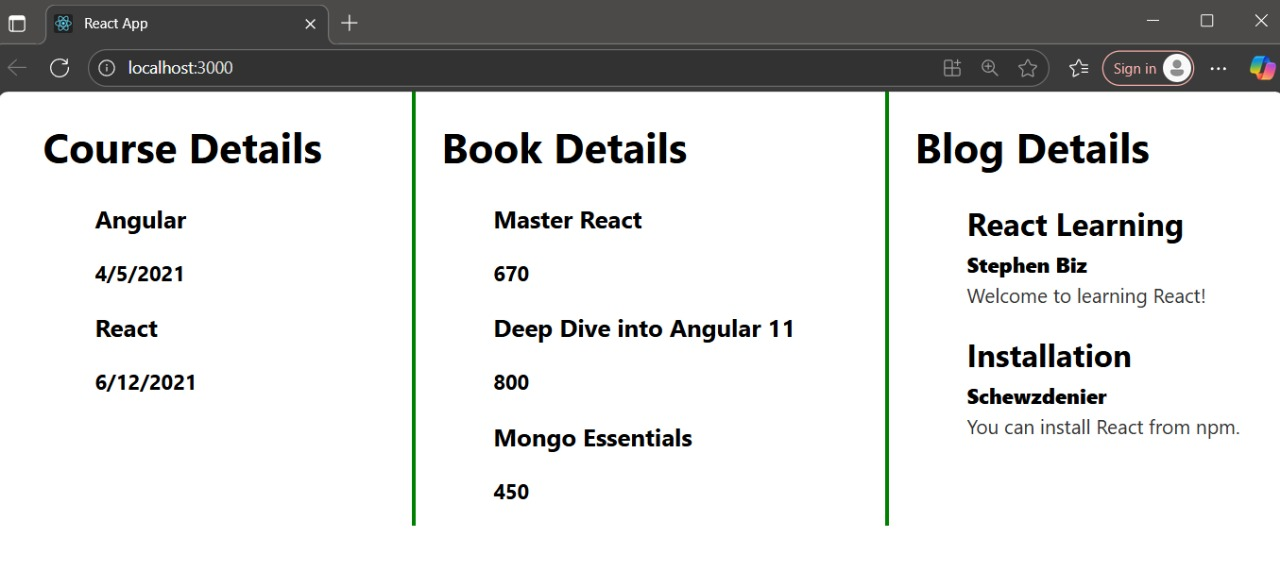 React App
localhost:3000
Sign in
Course Details
Angular
4/5/2021
React
6/12/2021
Book Details
Master React
670
Deep Dive into Angular 11
800
Mongo Essentials
450
Blog Details
React Learning
Stephen Biz
Welcome to learning React!
Installation
Schewzdenier
You can install React from npm.